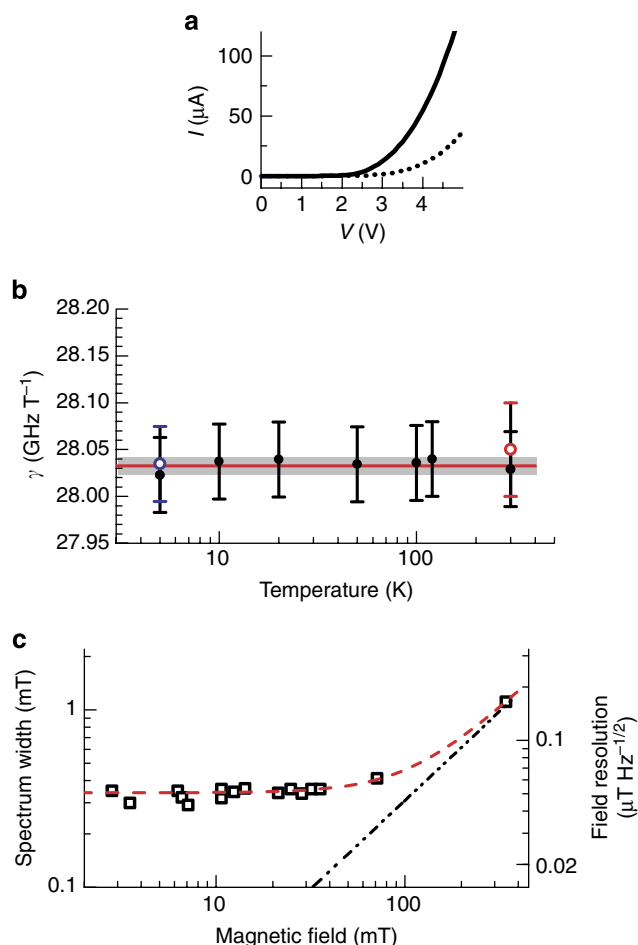 a
100
50
0
I (μA)
0 1 2 3 4
V (V)
b
28.20
28.15
28.10
28.05
28.00
27.95
γ (GHz T⁻¹)
10 100
Temperature (K)
c
1
0.1
Spectrum width (mT)
0.1
0.02
Field resolution
(μT Hz⁻¹/²)
10 100
Magnetic field (mT)